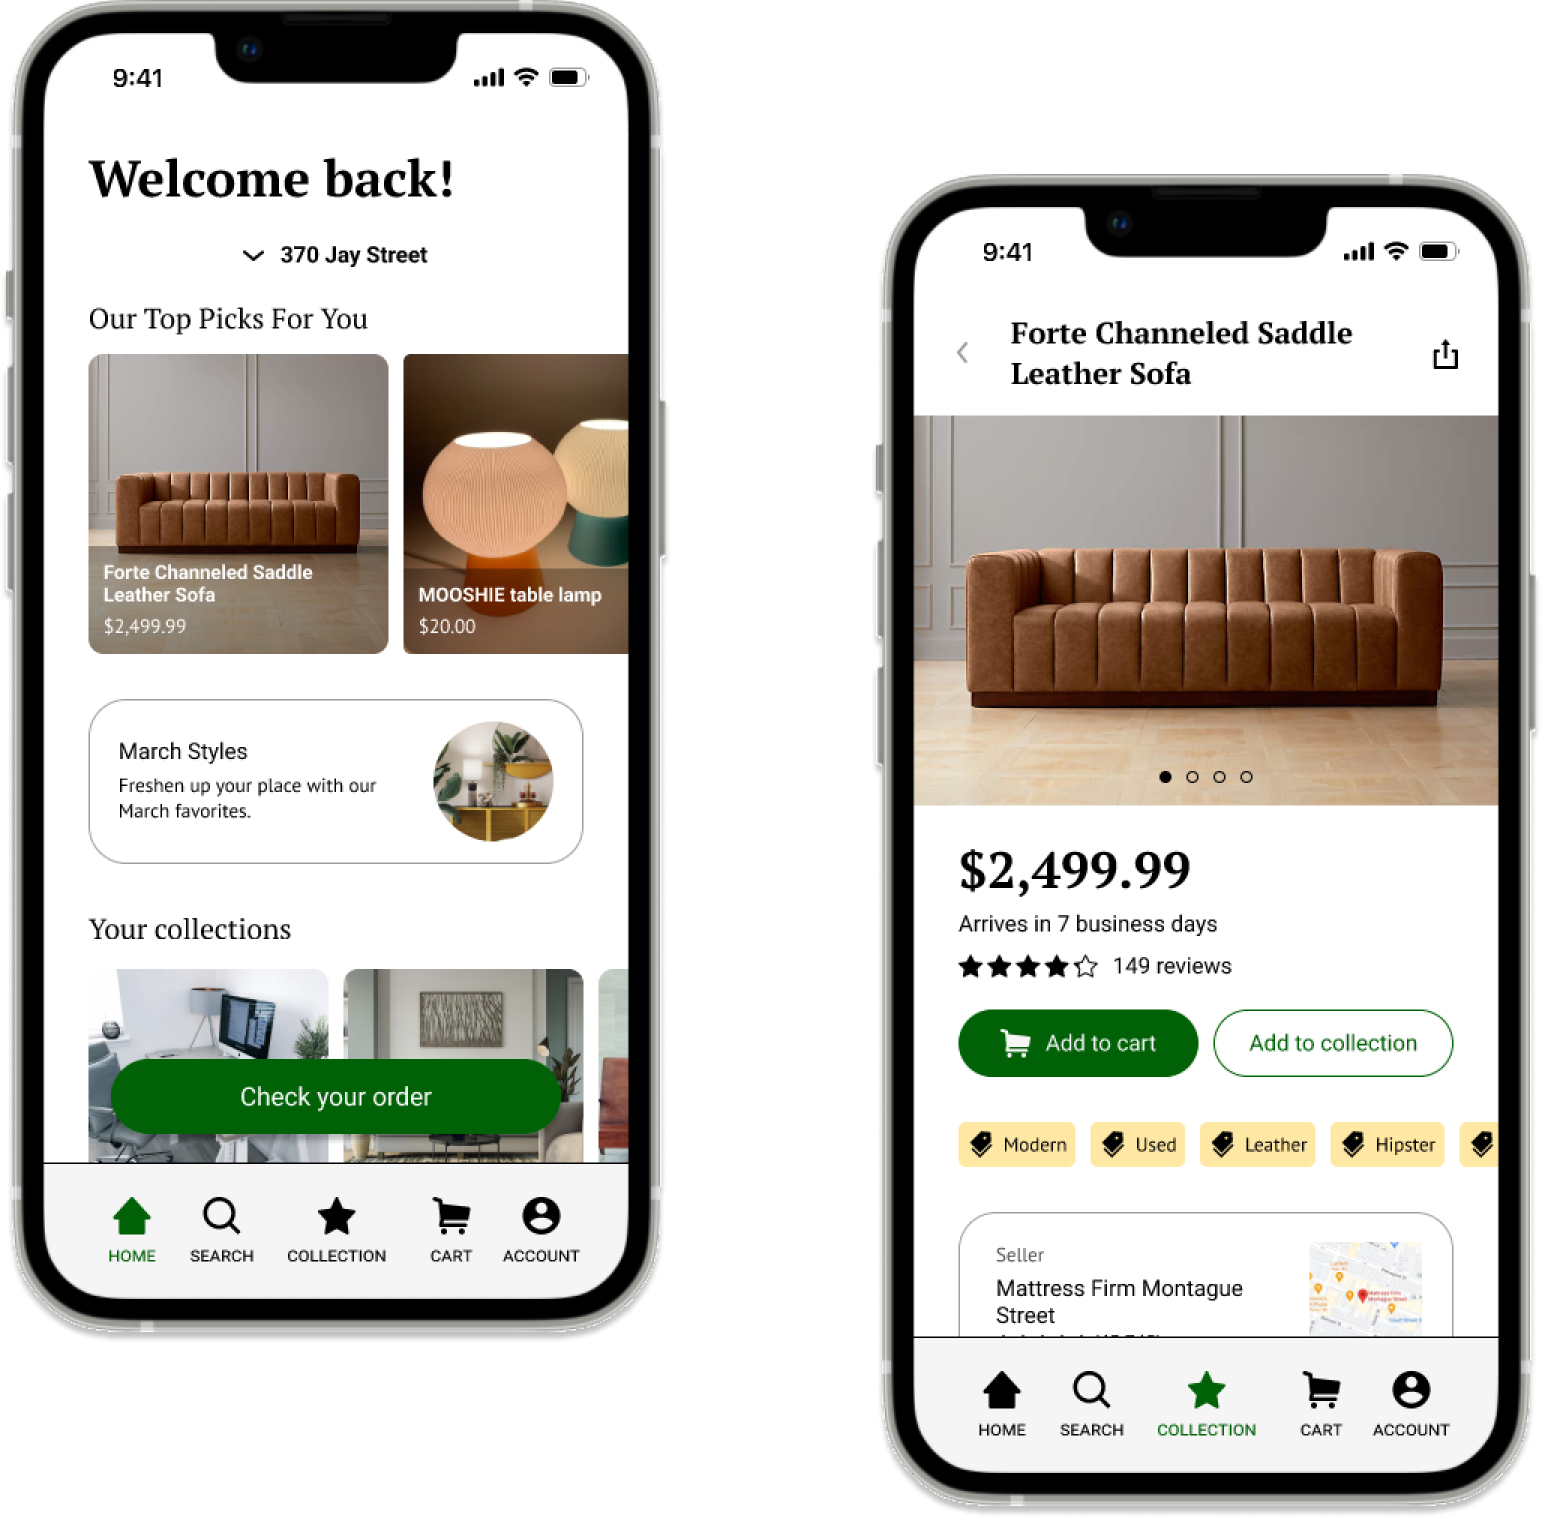 9:41
Welcome back!
370 Jay Street
Our Top Picks For You
Forte Channeled Saddle
Leather Sofa
$2,499.99
MOOSHIE table lamp
$20.00
March Styles
Freshen up your place with our
March favorites.
Your collections
Check your order
HOME
SEARCH
COLLECTION
CART
ACCOUNT
9:41
Forte Channeled Saddle
Leather Sofa
$2,499.99
Arrives in 7 business days
149 reviews
Add to cart
Add to collection
Modern
Used
Leather
Hipster
Seller
Mattress Firm Montague
Street
HOME
SEARCH
COLLECTION
CART
ACCOUNT